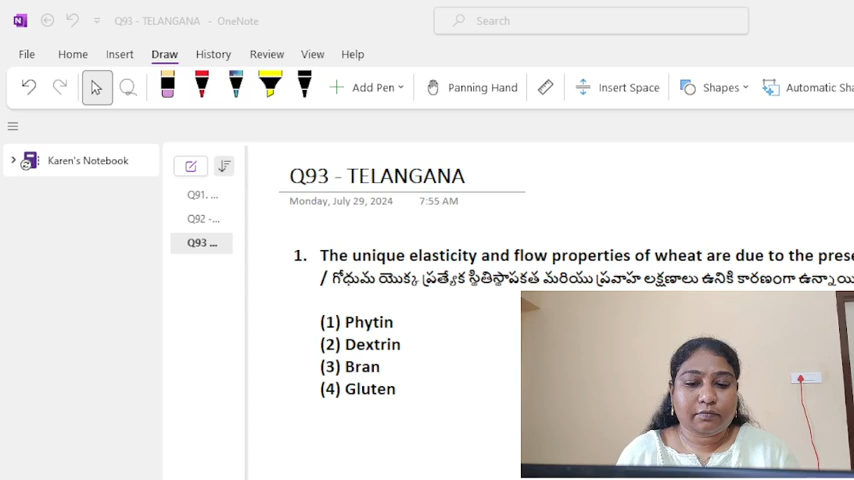 Q93 - TELANGANA - OneNote
Search
File Home Insert Draw History Review View Help
Add Pen Panning Hand Insert Space Shapes Automatic Sha
Karen's Notebook
Q91. ...
Q92 -...
Q93 ...
Q93 - TELANGANA
Monday, July 29, 2024 7:55 AM
1. The unique elasticity and flow properties of wheat are due to the prese
/ గోధుమ యొక్క ప్రత్యేక స్థితిస్థాపకత మరియు ప్రవాహ లక్షణాలు ఉనికి కారణంగా ఉన్నాయి
(1) Phytin
(2) Dextrin
(3) Bran
(4) Gluten